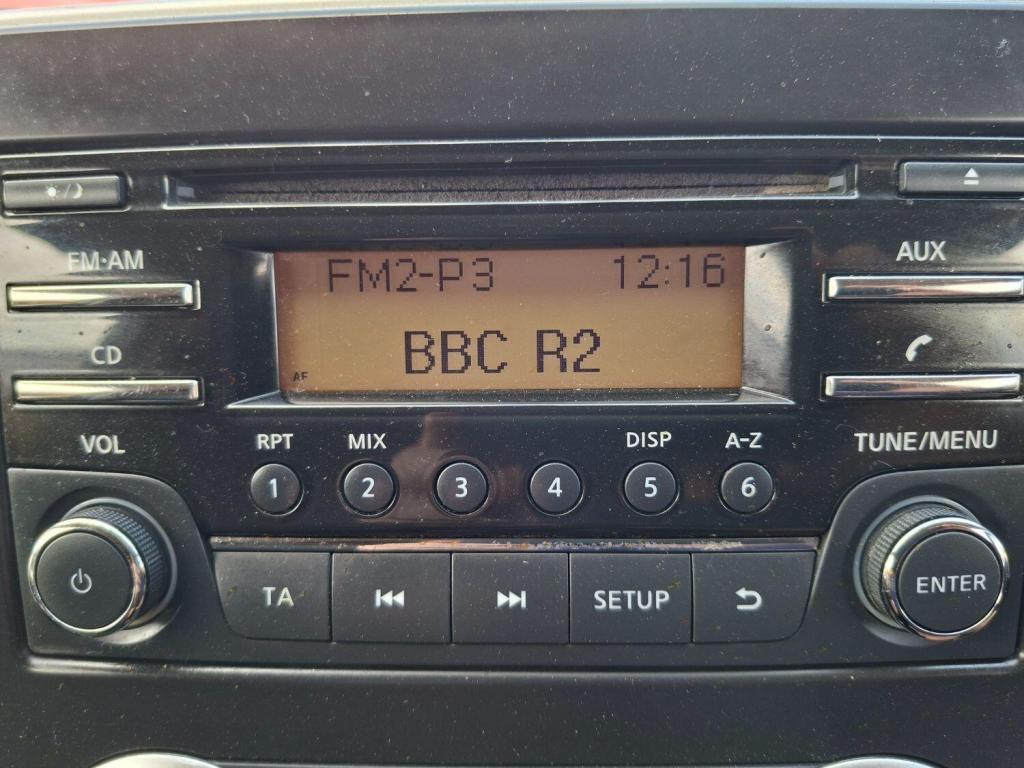 FM·AM
AUX
FM2-P3 12:16
BBC R2
AF
CD
VOL
RPT MIX DISP A-Z
TUNE/MENU
1 2 3 4 5 6
TA SETUP
ENTER